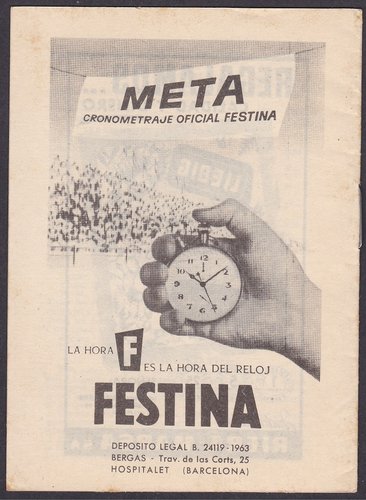 META
CRONOMETRAJE OFICIAL FESTINA
LA HORA F ES LA HORA DEL RELOJ
FESTINA
DEPOSITO LEGAL B. 24119-1963
BERGAS - Trav. de las Corts, 25
HOSPITALET (BARCELONA)